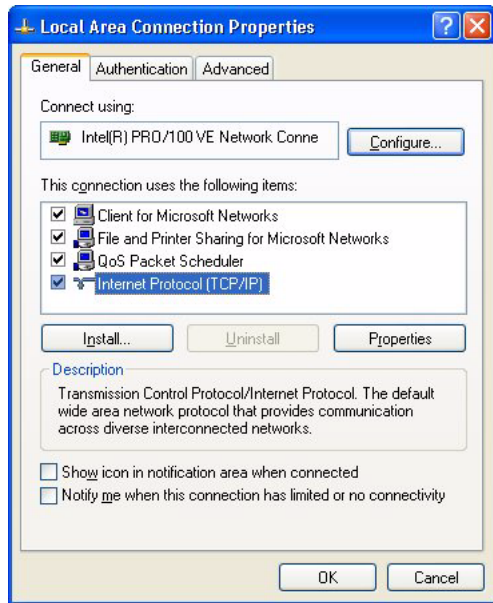 Local Area Connection Properties
General Authentication Advanced
Connect using:
Intel(R) PRO/100 VE Network Conne Configure...
This connection uses the following items:
Client for Microsoft Networks
File and Printer Sharing for Microsoft Networks
QoS Packet Scheduler
Internet Protocol (TCP/IP)
Install... Uninstall Properties
Description
Transmission Control Protocol/Internet Protocol. The default
wide area network protocol that provides communication
across diverse interconnected networks.
Show icon in notification area when connected
Notify me when this connection has limited or no connectivity
OK Cancel